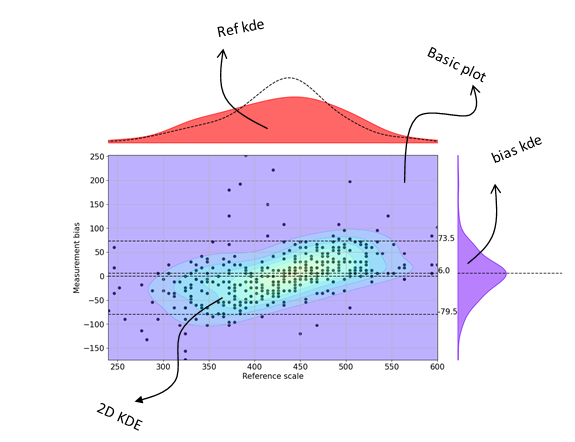 Ref kde
Basic plot
bias kde
250
200
150
100
50
0
−50
−100
−150
Measurement bias
73.5
6.0
-79.5
250 300 350 400 450 500 550 600
Reference scale
2D KDE